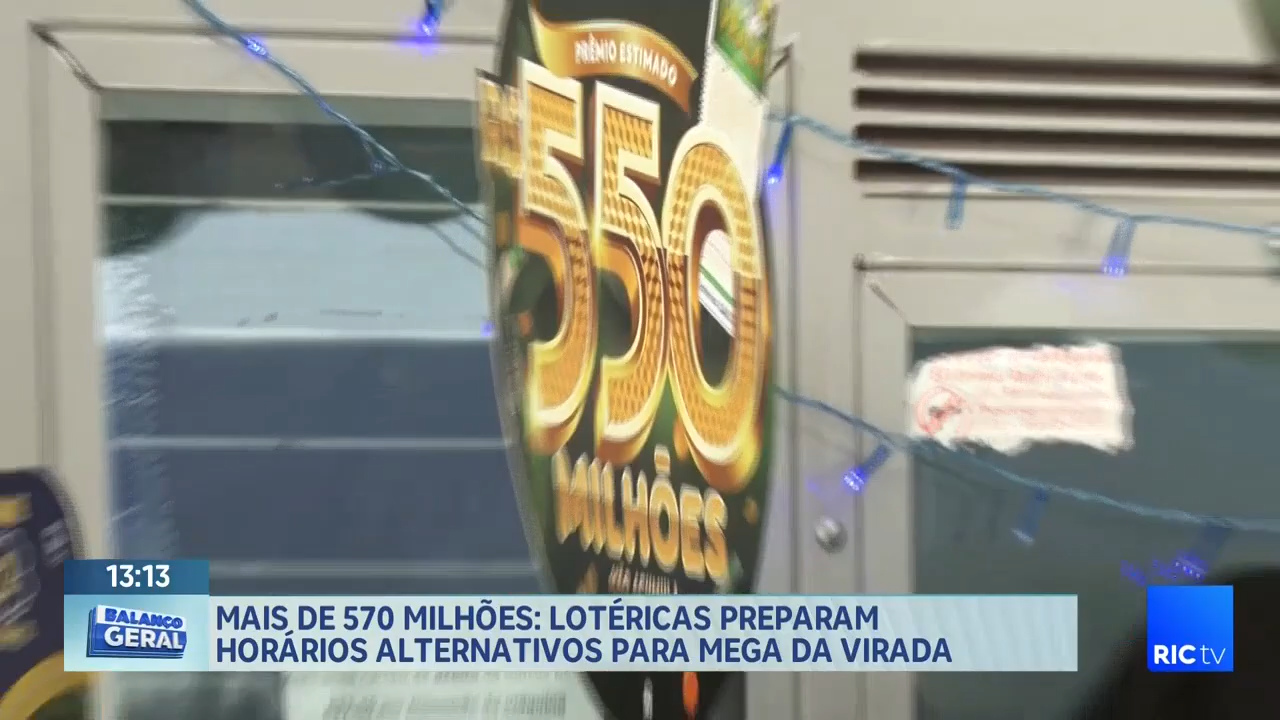 PRÊMIO ESTIMADO
R$
550
MILHÕES
13:13
BALANÇO
GERAL
MAIS DE 570 MILHÕES: LOTÉRICAS PREPARAM
HORÁRIOS ALTERNATIVOS PARA MEGA DA VIRADA
RIC tv